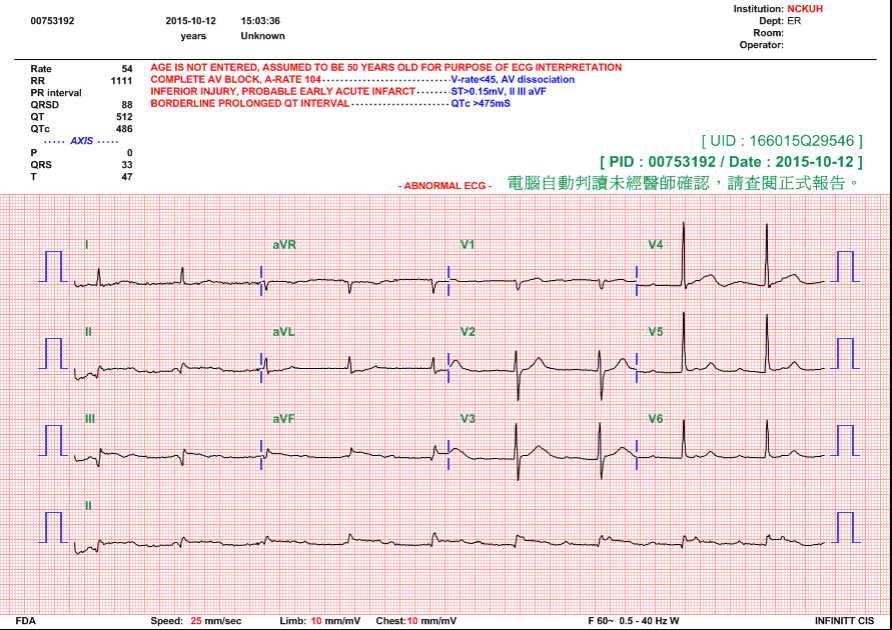 Institution: NCKUH
00753192 2015-10-12 15:03:36 Dept: ER
years Unknown Room:
Operator:
Rate 54 AGE IS NOT ENTERED, ASSUMED TO BE 50 YEARS OLD FOR PURPOSE OF ECG INTERPRETATION
RR 1111 COMPLETE AV BLOCK, A-RATE 104 - - - - - - - - - - - - - - - - - - - - - - - - - V-rate<45, AV dissociation
PR interval INFERIOR INJURY, PROBABLE EARLY ACUTE INFARCT - - - - - - - ST>0.15mV, II III aVF
QRSD 88 BORDERLINE PROLONGED QT INTERVAL - - - - - - - - - - - - - - - - - - - - QTc >475mS
QT 512
QTc 486
- - - - - AXIS - - - - -
P 0
QRS 33
T 47
[ UID : 166015Q29546 ]
[ PID : 00753192 / Date : 2015-10-12 ]
- ABNORMAL ECG - 電腦自動判讀未經醫師確認，請查閱正式報告。
I aVR V1 V4
II aVL V2 V5
III aVF V3 V6
II
FDA Speed: 25 mm/sec Limb: 10 mm/mV Chest: 10 mm/mV F 60~ 0.5 - 40 Hz W INFINITT CIS